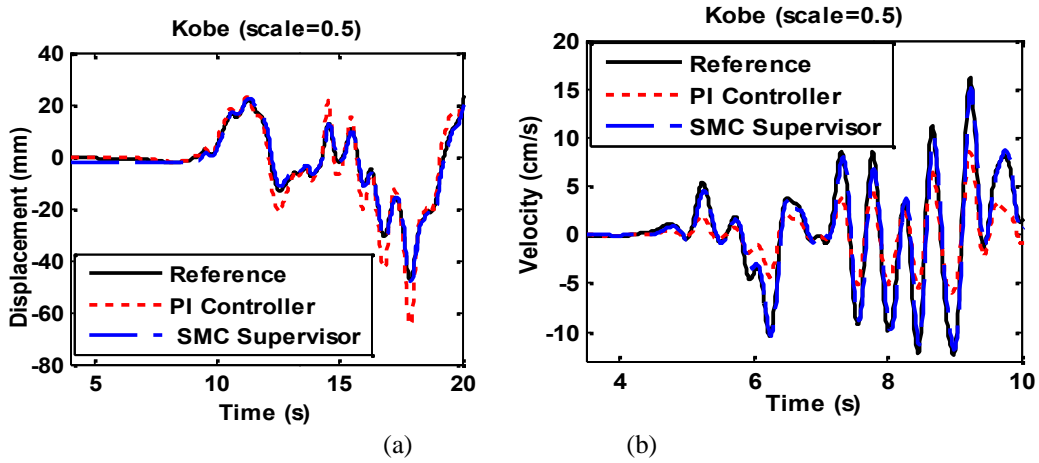 Kobe (scale=0.5)
Displacement (mm)
40
20
0
-20
-40
-60
-80
Reference
PI Controller
SMC Supervisor
5
10
15
20
Time (s)
(a)
Kobe (scale=0.5)
Velocity (cm/s)
20
15
10
5
0
-5
-10
Reference
PI Controller
SMC Supervisor
4
6
8
10
Time (s)
(b)